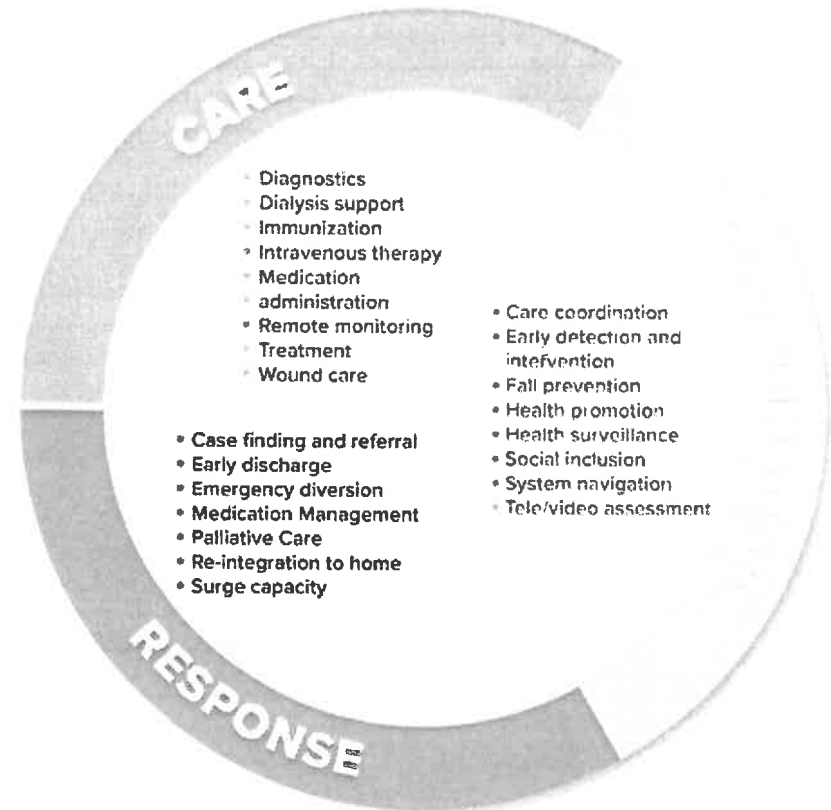 CARE
• Diagnostics
• Dialysis support
• Immunization
• Intravenous therapy
• Medication
• administration
• Remote monitoring
• Treatment
• Wound care
• Care coordination
• Early detection and
intefvention
• Fall prevention
• Health promotion
• Health surveillance
• Social inclusion
• System navigation
• Tele/video assessment
• Case finding and referral
• Early discharge
• Emergency diversion
• Medication Management
• Palliative Care
• Re-integration to home
• Surge capacity
RESPONSE